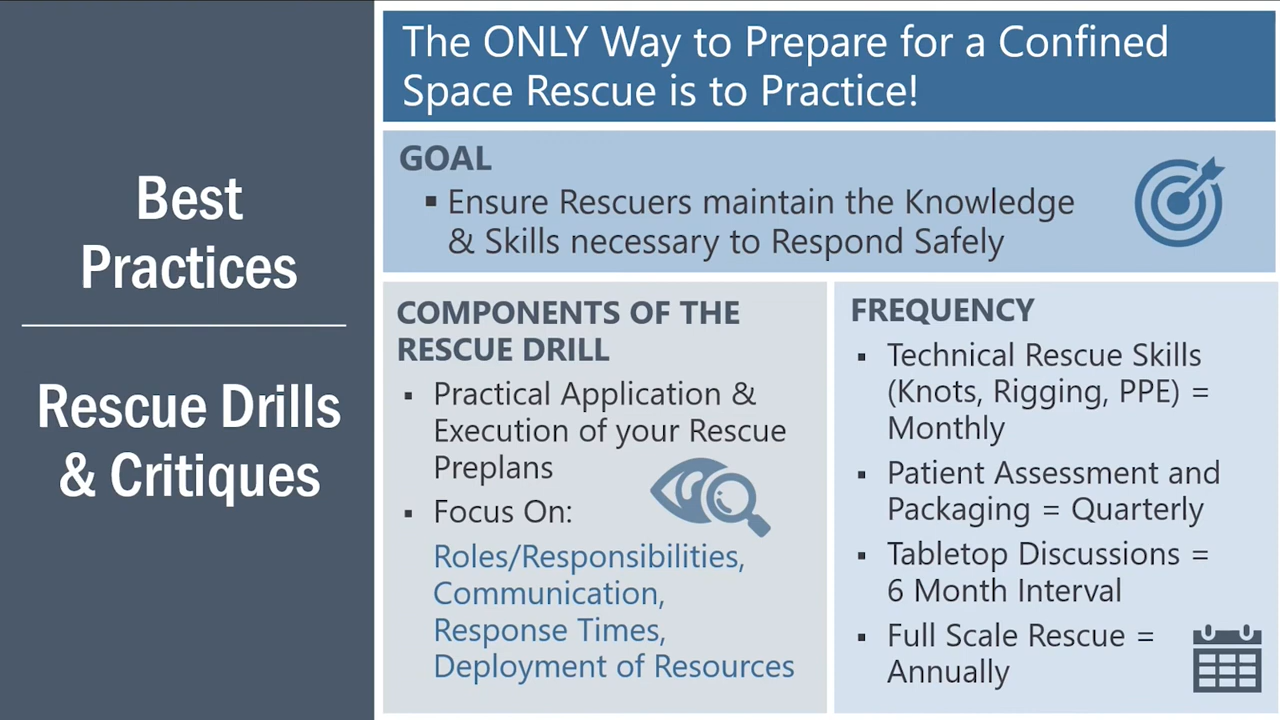 Best
Practices
Rescue Drills
& Critiques
The ONLY Way to Prepare for a Confined
Space Rescue is to Practice!
GOAL
▪ Ensure Rescuers maintain the Knowledge
& Skills necessary to Respond Safely
COMPONENTS OF THE
RESCUE DRILL
▪ Practical Application &
Execution of your Rescue
Preplans
▪ Focus On:
Roles/Responsibilities,
Communication,
Response Times,
Deployment of Resources
FREQUENCY
▪ Technical Rescue Skills
(Knots, Rigging, PPE) =
Monthly
▪ Patient Assessment and
Packaging = Quarterly
▪ Tabletop Discussions =
6 Month Interval
▪ Full Scale Rescue =
Annually